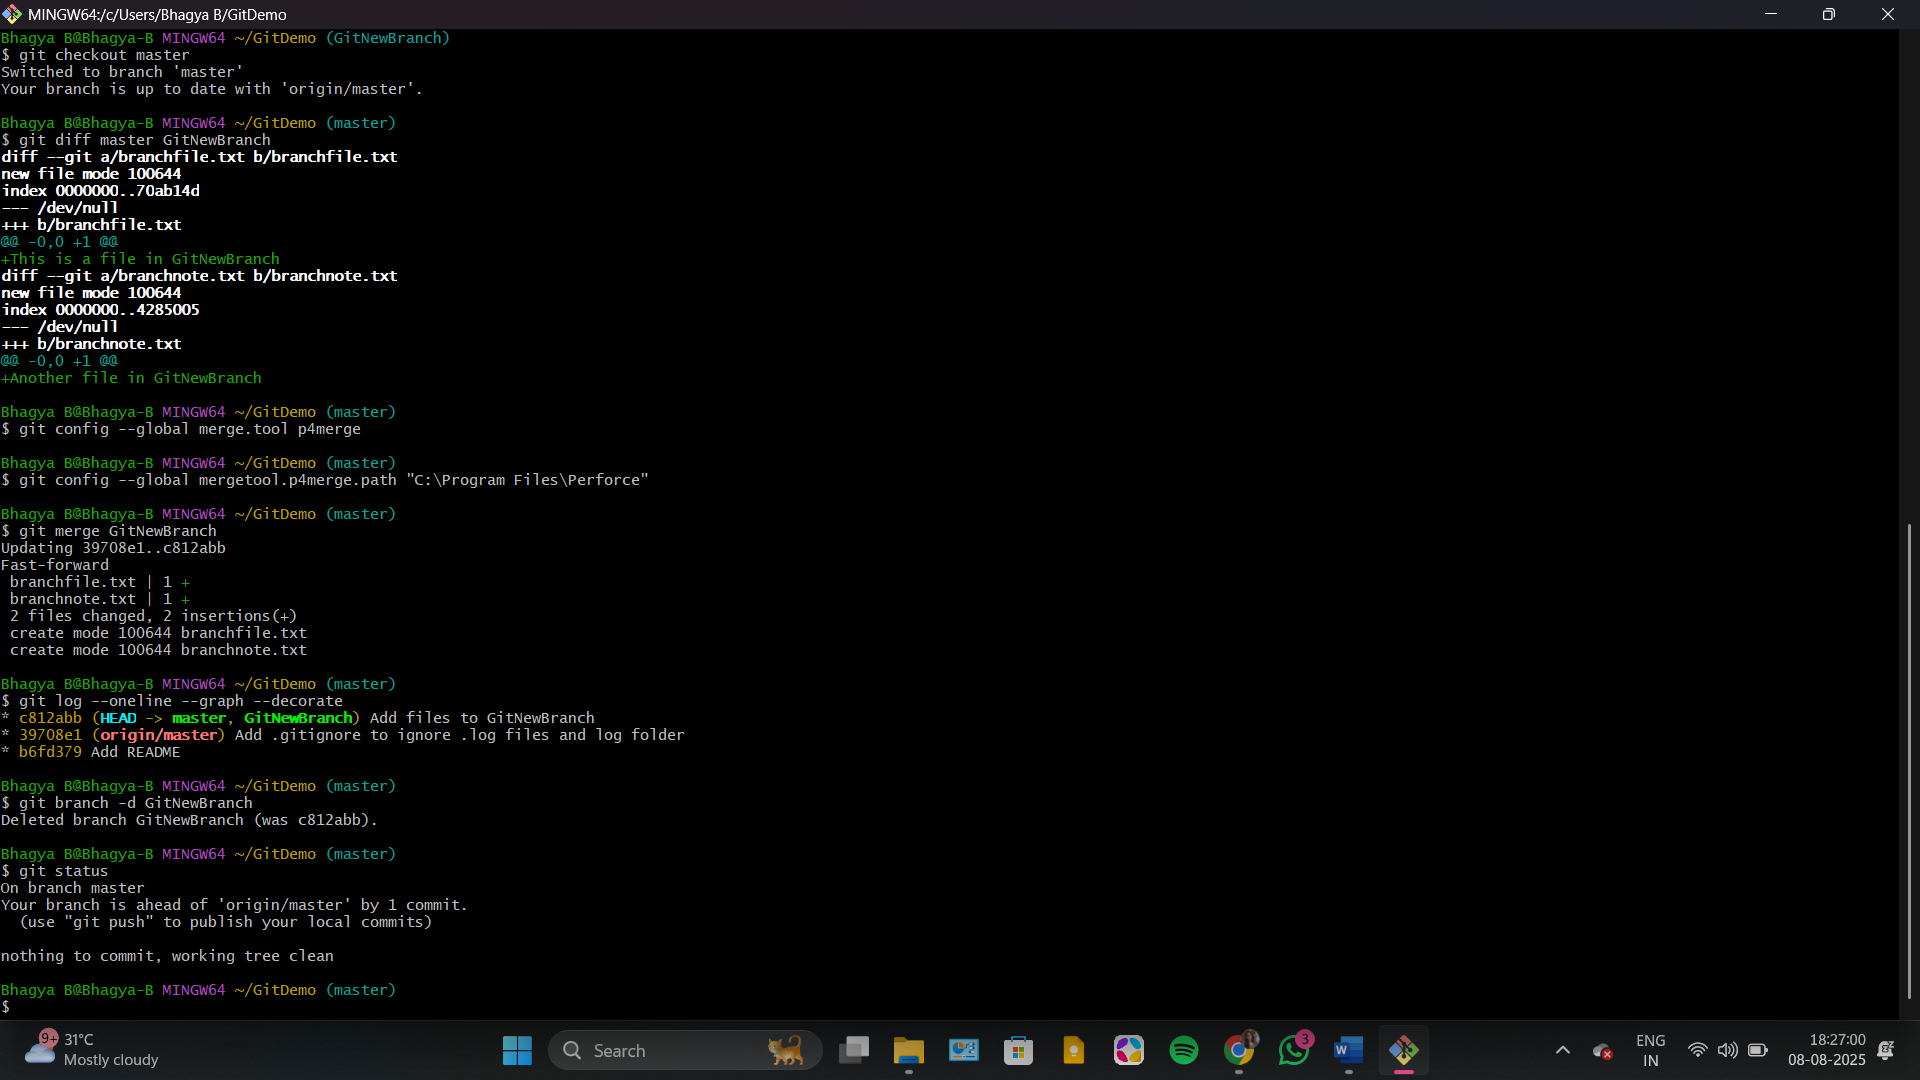 MINGW64:/c/Users/Bhagya B/GitDemo
Bhagya B@Bhagya-B MINGW64 ~/GitDemo (GitNewBranch)
$ git checkout master
Switched to branch 'master'
Your branch is up to date with 'origin/master'.
Bhagya B@Bhagya-B MINGW64 ~/GitDemo (master)
$ git diff master GitNewBranch
diff --git a/branchfile.txt b/branchfile.txt
new file mode 100644
index 0000000..70ab14d
--- /dev/null
+++ b/branchfile.txt
@@ -0,0 +1 @@
+This is a file in GitNewBranch
diff --git a/branchnote.txt b/branchnote.txt
new file mode 100644
index 0000000..4285005
--- /dev/null
+++ b/branchnote.txt
@@ -0,0 +1 @@
+Another file in GitNewBranch
Bhagya B@Bhagya-B MINGW64 ~/GitDemo (master)
$ git config --global merge.tool p4merge
Bhagya B@Bhagya-B MINGW64 ~/GitDemo (master)
$ git config --global mergetool.p4merge.path "C:\Program Files\Perforce"
Bhagya B@Bhagya-B MINGW64 ~/GitDemo (master)
$ git merge GitNewBranch
Updating 39708e1..c812abb
Fast-forward
 branchfile.txt | 1 +
 branchnote.txt | 1 +
 2 files changed, 2 insertions(+)
 create mode 100644 branchfile.txt
 create mode 100644 branchnote.txt
Bhagya B@Bhagya-B MINGW64 ~/GitDemo (master)
$ git log --oneline --graph --decorate
* c812abb (HEAD -> master, GitNewBranch) Add files to GitNewBranch
* 39708e1 (origin/master) Add .gitignore to ignore .log files and log folder
* b6fd379 Add README
Bhagya B@Bhagya-B MINGW64 ~/GitDemo (master)
$ git branch -d GitNewBranch
Deleted branch GitNewBranch (was c812abb).
Bhagya B@Bhagya-B MINGW64 ~/GitDemo (master)
$ git status
On branch master
Your branch is ahead of 'origin/master' by 1 commit.
  (use "git push" to publish your local commits)
nothing to commit, working tree clean
Bhagya B@Bhagya-B MINGW64 ~/GitDemo (master)
$
9+
31°C
Mostly cloudy
Search
3
W
ENG
IN
18:27:00
08-08-2025